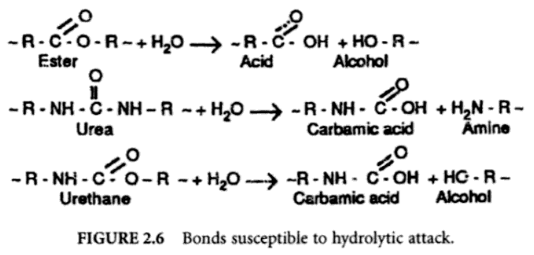 O O
~R-C-O-R~+H₂O → ~R-C-OH+HO-R~
Ester Acid Alcohol
O O
~R-NH-C-NH-R~+H₂O → ~R-NH-C-OH+H₂N-R~
Urea Carbamic acid Amine
O O
~R-NH-C-O-R~+H₂O → ~R-NH-C-OH+HC-R~
Urethane Carbamic acid Alcohol
FIGURE 2.6 Bonds susceptible to hydrolytic attack.